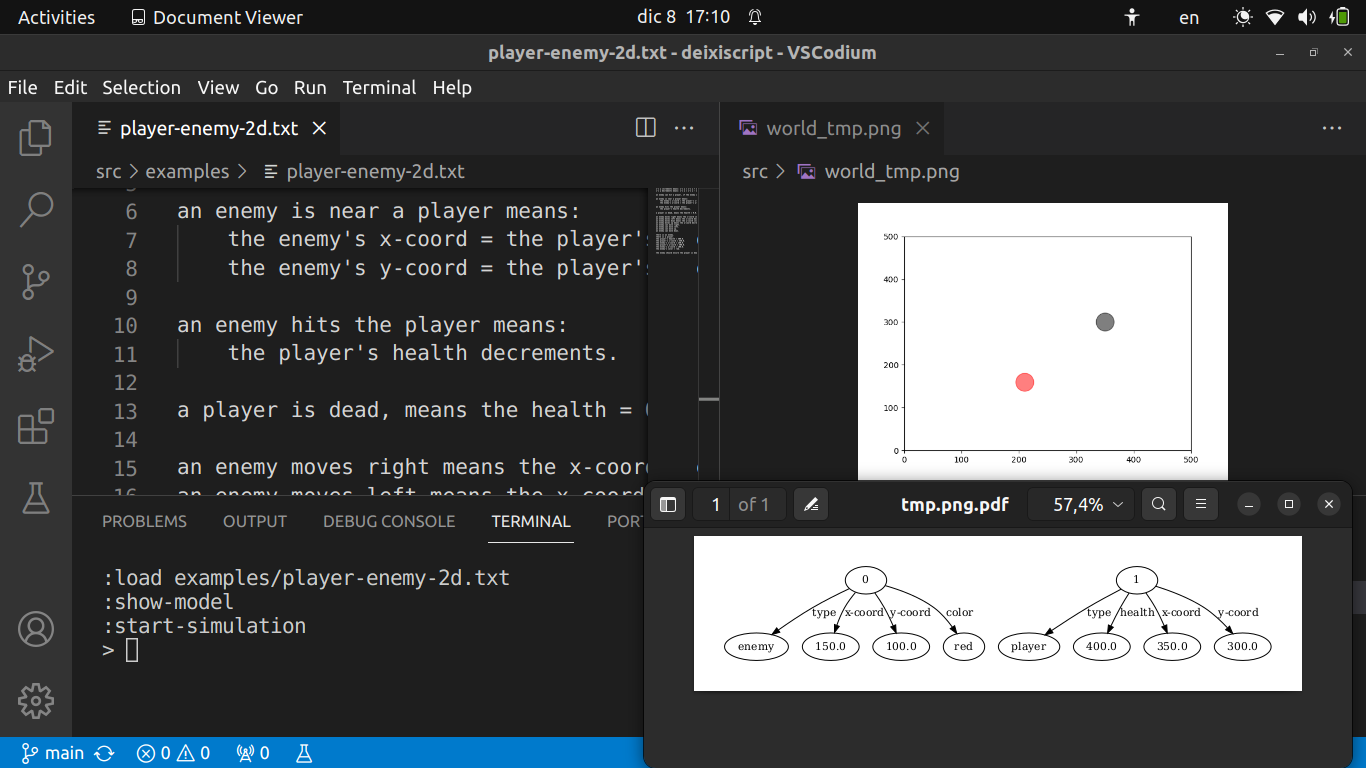 Activities Document Viewer dic 8 17:10 en
player-enemy-2d.txt - deixiscript - VSCodium
File Edit Selection View Go Run Terminal Help
player-enemy-2d.txt
src > examples > player-enemy-2d.txt
6 an enemy is near a player means:
7 the enemy's x-coord = the player's
8 the enemy's y-coord = the player's
9
10 an enemy hits the player means:
11 the player's health decrements.
12
13 a player is dead, means the health =
14
15 an enemy moves right means the x-coor
16 an enemy moves left means the x-coord
world_tmp.png
src > world_tmp.png
500
400
300
200
100
0
0 100 200 300 400 500
PROBLEMS OUTPUT DEBUG CONSOLE TERMINAL POR
:load examples/player-enemy-2d.txt
:show-model
:start-simulation
>
1 of 1 tmp.png.pdf 57,4%
0 1
type x-coord y-coord color type health x-coord y-coord
enemy 150.0 100.0 red player 400.0 350.0 300.0
main 0 0 0